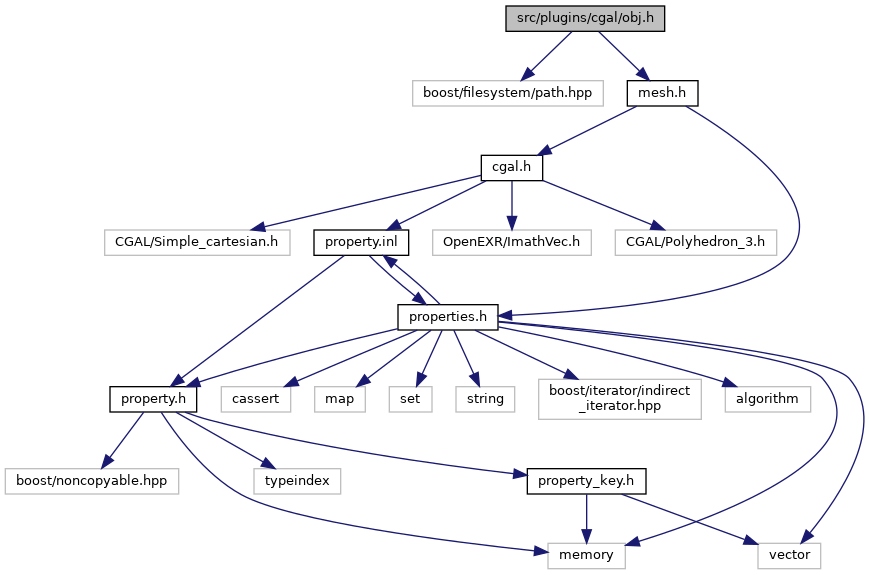 src/plugins/cgal/obj.h
boost/filesystem/path.hpp
mesh.h
cgal.h
CGAL/Simple_cartesian.h
property.inl
OpenEXR/ImathVec.h
CGAL/Polyhedron_3.h
properties.h
property.h
cassert
map
set
string
boost/iterator/indirect
_iterator.hpp
algorithm
boost/noncopyable.hpp
typeindex
property_key.h
memory
vector